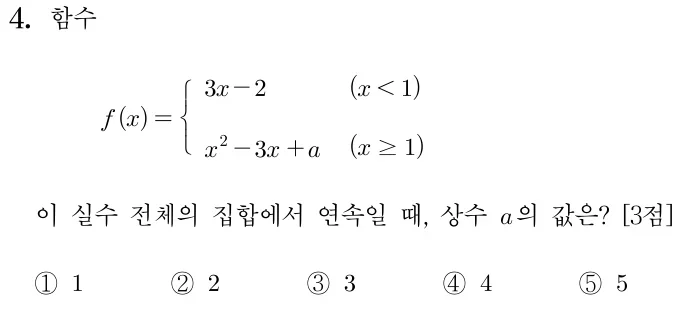 4. 함수
f(x) = { 3x - 2 (x < 1)
x² - 3x + a (x ≥ 1)
이 실수 전체의 집합에서 연속일 때, 상수 a의 값은? [3점]
① 1 ② 2 ③ 3 ④ 4 ⑤ 5